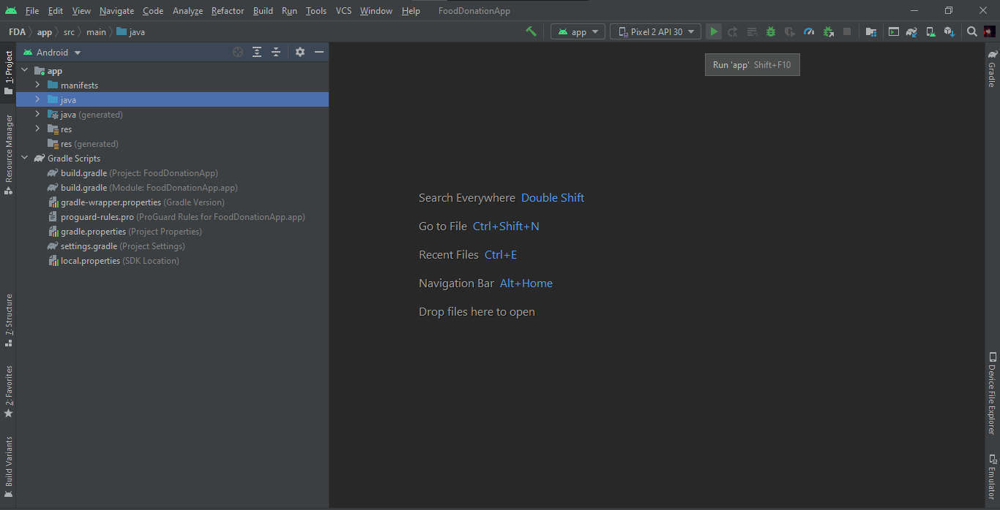 File Edit View Navigate Code Analyze Refactor Build Run Tools VCS Window Help FoodDonationApp
FDA app src main java
app Pixel 2 API 30
Android
Run 'app' Shift+F10
app
manifests
java
java (generated)
res
res (generated)
Gradle Scripts
build.gradle (Project: FoodDonationApp)
build.gradle (Module: FoodDonationApp.app)
gradle-wrapper.properties (Gradle Version)
proguard-rules.pro (ProGuard Rules for FoodDonationApp.app)
gradle.properties (Project Properties)
settings.gradle (Project Settings)
local.properties (SDK Location)
Search Everywhere Double Shift
Go to File Ctrl+Shift+N
Recent Files Ctrl+E
Navigation Bar Alt+Home
Drop files here to open
1: Project
Resource Manager
7: Structure
2: Favorites
Build Variants
Gradle
Device File Explorer
Emulator